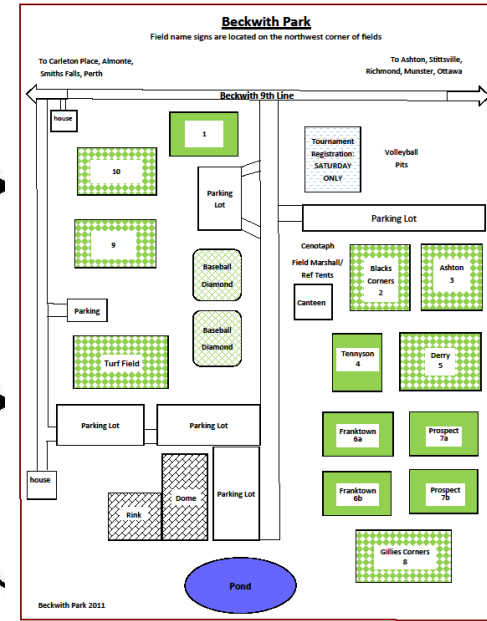 Beckwith Park
Field name signs are located on the northwest corner of fields
To Carleton Place, Almonte,
Smiths Falls, Perth
To Ashton, Stittsville,
Richmond, Munster, Ottawa
Beckwith 9th Line
house
1
Tournament
Registration:
SATURDAY
ONLY
Volleyball
Pits
10
Parking
Lot
Parking Lot
9
Cenotaph
Field Marshall/
Ref Tents
Baseball
Diamond
Blacks
Corners
2
Ashton
3
Canteen
Parking
Baseball
Diamond
Tennyson
4
Derry
5
Turf Field
Parking Lot
Parking Lot
Franktown
6a
Prospect
7a
house
Dome
Parking Lot
Franktown
6b
Prospect
7b
Rink
Gillies Corners
8
Pond
Beckwith Park 2011